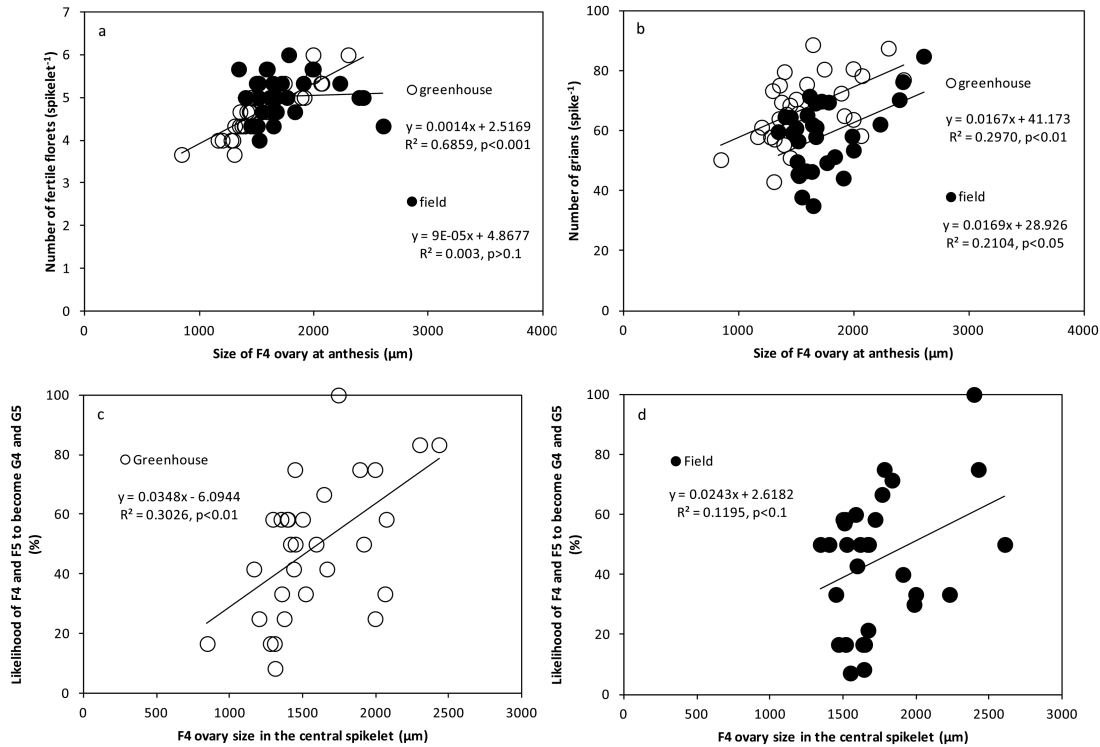 a
7
6
5
4
3
2
1
0
Number of fertile florets (spikelet⁻¹)
greenhouse
y = 0.0014x + 2.5169
R² = 0.6859, p<0.001
field
y = 9E-05x + 4.8677
R² = 0.003, p>0.1
0 1000 2000 3000 4000
Size of F4 ovary at anthesis (μm)
b
100
80
60
40
20
0
Number of grians (spike⁻¹)
greenhouse
y = 0.0167x + 41.173
R² = 0.2970, p<0.01
field
y = 0.0169x + 28.926
R² = 0.2104, p<0.05
0 1000 2000 3000 4000
Size of F4 ovary at anthesis (μm)
c
100
80
60
40
20
0
Likelihood of F4 and F5 to become G4 and G5
(%)
Greenhouse
y = 0.0348x - 6.0944
R² = 0.3026, p<0.01
0 500 1000 1500 2000 2500 3000
F4 ovary size in the central spikelet (μm)
d
100
80
60
40
20
0
Likelihood of F4 and F5 to become G4 and G5
(%)
Field
y = 0.0243x + 2.6182
R² = 0.1195, p<0.1
0 500 1000 1500 2000 2500 3000
F4 ovary size in the central spikelet (μm)